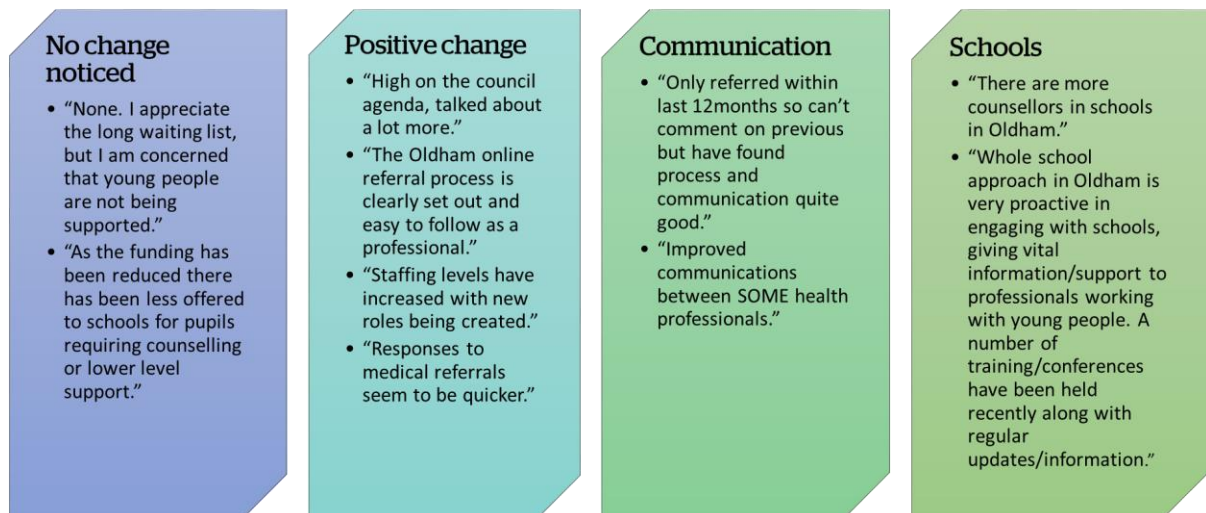 No change
noticed
• “None. I appreciate
the long waiting list,
but I am concerned
that young people
are not being
supported.”
• “As the funding has
been reduced there
has been less offered
to schools for pupils
requiring counselling
or lower level
support.”
Positive change
• “High on the council
agenda, talked about
a lot more.”
• “The Oldham online
referral process is
clearly set out and
easy to follow as a
professional.”
• “Staffing levels have
increased with new
roles being created.”
• “Responses to
medical referrals
seem to be quicker.”
Communication
• “Only referred within
last 12months so can’t
comment on previous
but have found
process and
communication quite
good.”
• “Improved
communications
between SOME health
professionals.”
Schools
• “There are more
counsellors in schools
in Oldham.”
• “Whole school
approach in Oldham is
very proactive in
engaging with schools,
giving vital
information/support to
professionals working
with young people. A
number of
training/conferences
have been held
recently along with
regular
updates/information.”